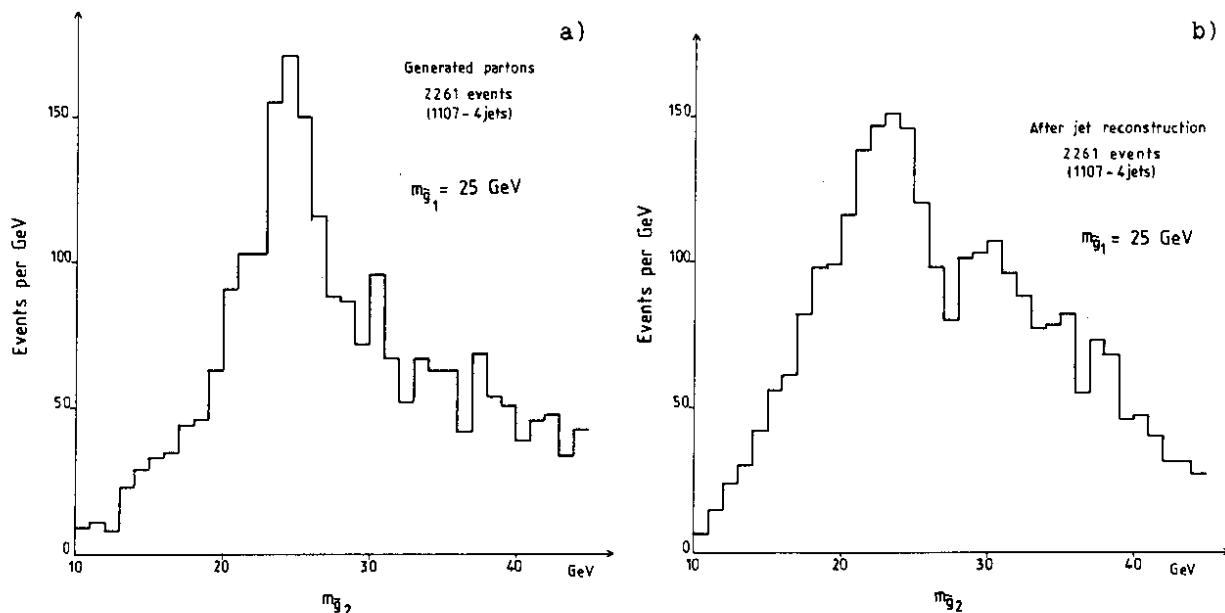 a)
Generated partons
2261 events
(1107-4jets)
m_g̃₁ = 25 GeV
Events per GeV
150
100
50
0
10
20
30
40
GeV
m_g̃₂
b)
After jet reconstruction
2261 events
(1107-4jets)
m_g̃₁ = 25 GeV
Events per GeV
150
100
50
0
10
20
30
40
GeV
m_g̃₂